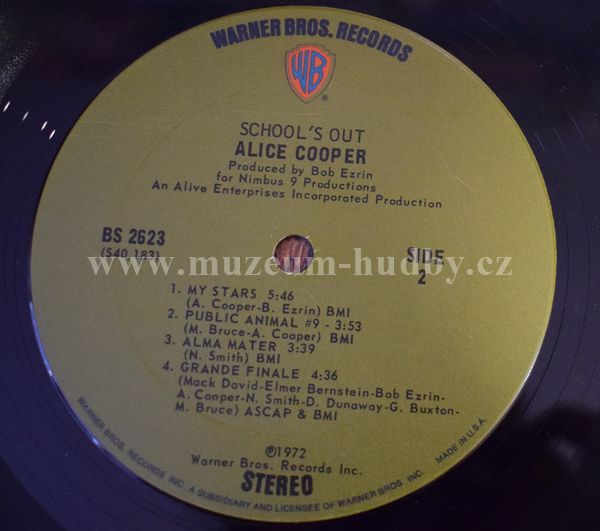 WARNER BROS. RECORDS
WB
®
SCHOOL'S OUT
ALICE COOPER
Produced by Bob Ezrin
for Nimbus 9 Productions
An Alive Enterprises Incorporated Production
BS 2623
(S40 183)
SIDE
2
www.muzeum-hudby.cz
1. MY STARS 5:46
(A. Cooper-B. Ezrin) BMI
2. PUBLIC ANIMAL #9 - 3:53
(M. Bruce-A. Cooper) BMI
3. ALMA MATER 3:39
(N. Smith) BMI
4. GRANDE FINALE 4:36
(Mack David-Elmer Bernstein-Bob Ezrin-
A. Cooper-N. Smith-D. Dunaway-G. Buxton-
M. Bruce) ASCAP & BMI
℗1972
Warner Bros. Records Inc.
STEREO
WARNER BROS. RECORDS INC. A SUBSIDIARY AND LICENSEE OF WARNER BROS. INC. MADE IN U.S.A.